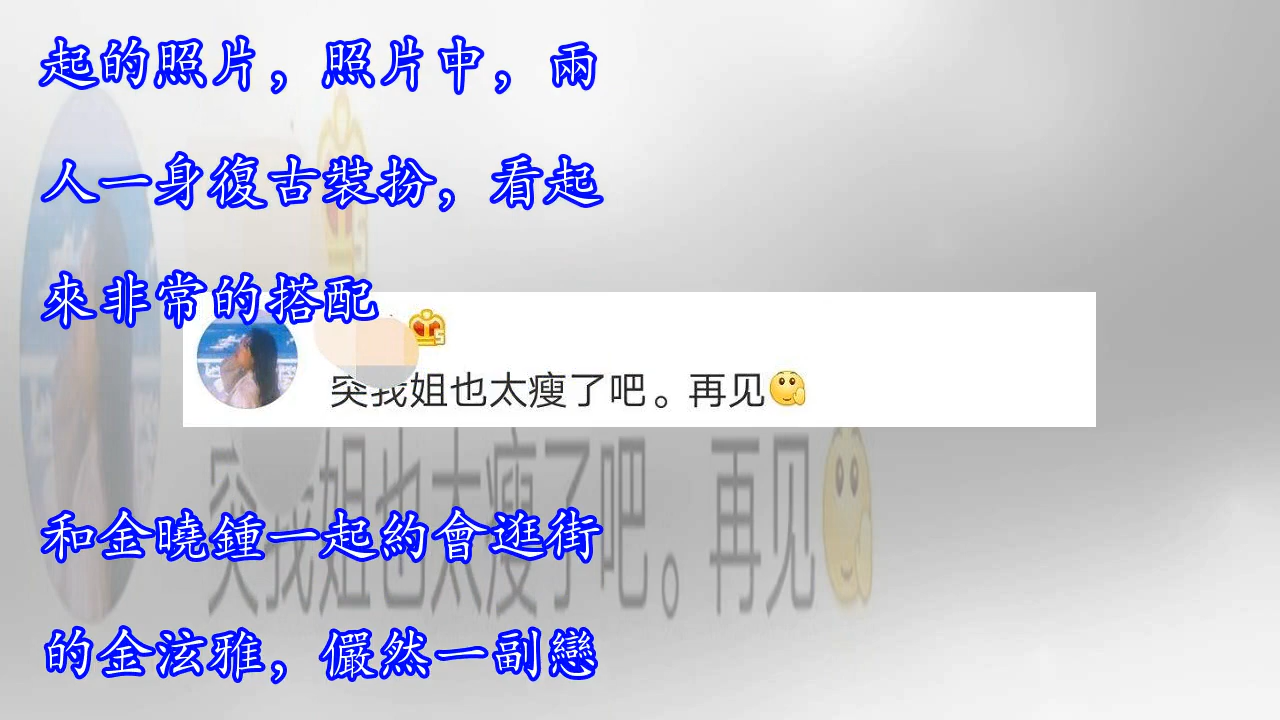 起的照片，照片中，兩
人一身復古裝扮，看起
來非常的搭配
突我姐也太瘦了吧。再见
和金曉鍾一起約會逛街
的金泫雅，儼然一副戀